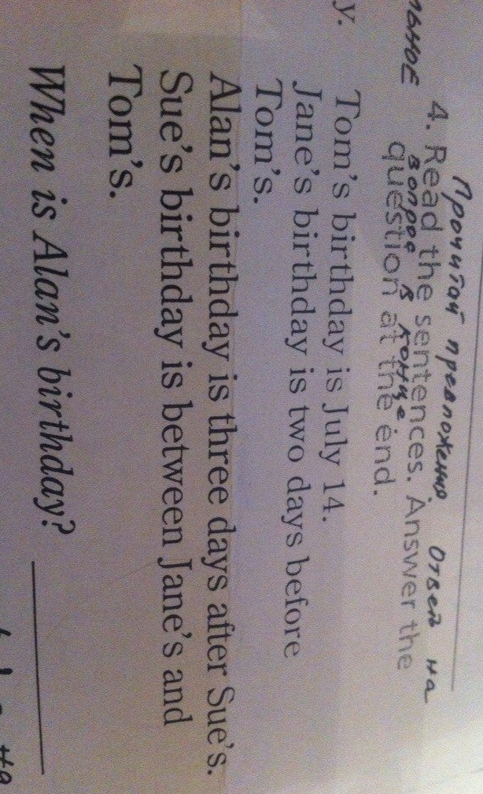 Прочитай предложения. Ответь на
4. Read the sentences. Answer the
вопрос в конце.
question at the end.
y.
Tom's birthday is July 14.
Jane's birthday is two days before
Tom's.
Alan's birthday is three days after Sue's.
Sue's birthday is between Jane's and
Tom's.
When is Alan's birthday?
на